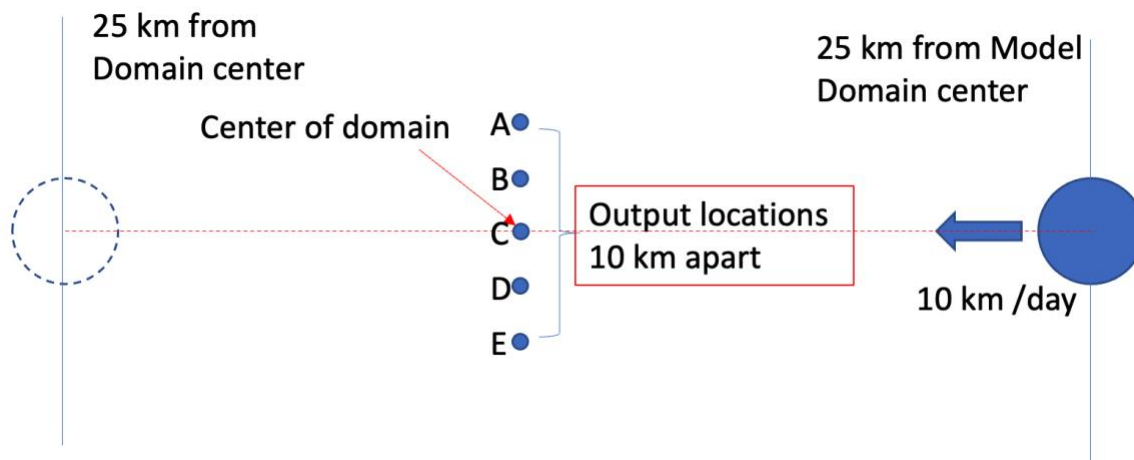 25 km from
Domain center
25 km from Model
Domain center
Center of domain
A
B
C
D
E
Output locations
10 km apart
10 km /day